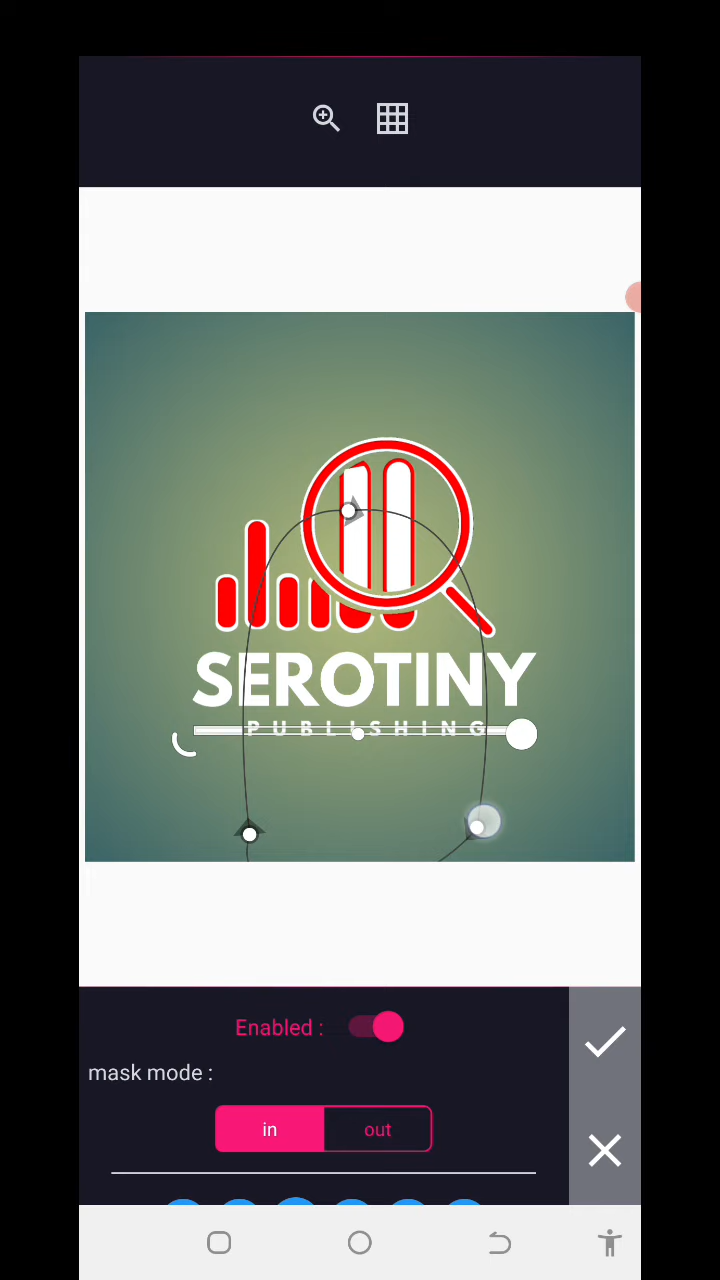 SEROTINY
PUBLISHING
Enabled :
mask mode :
in
out